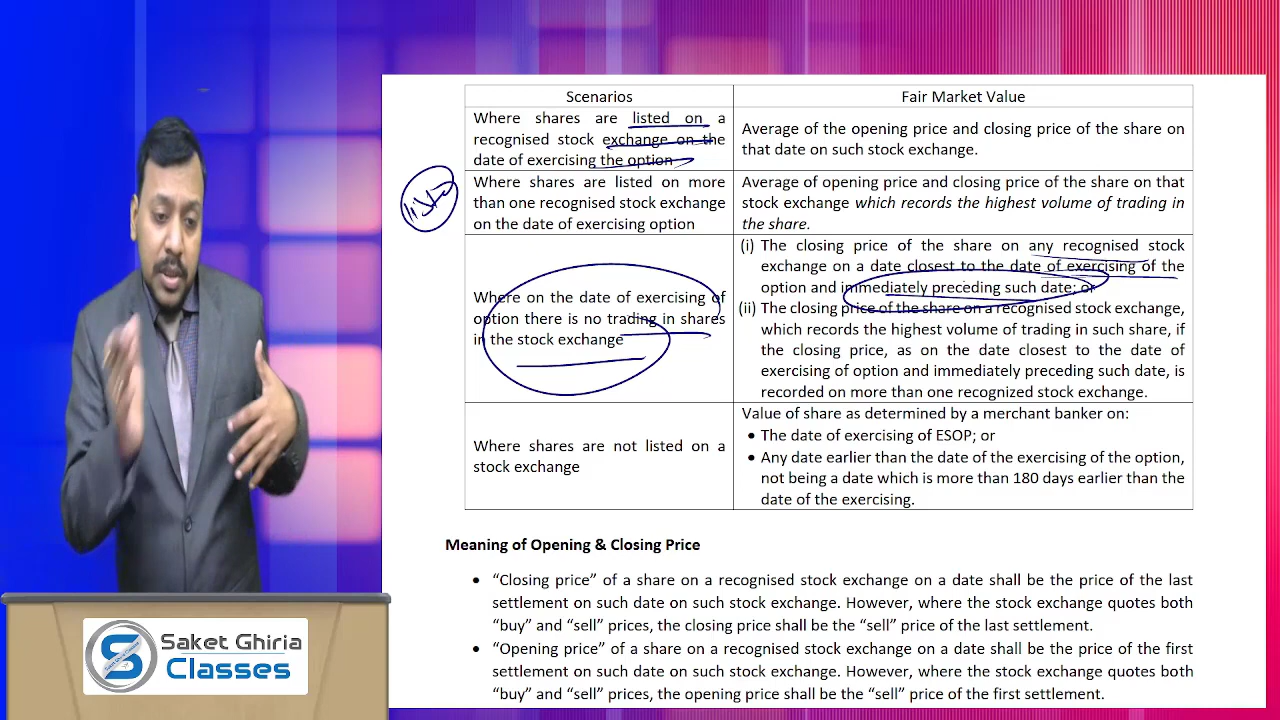 Scenarios
Fair Market Value
Where shares are listed on a
recognised stock exchange on the
date of exercising the option
Average of the opening price and closing price of the share on
that date on such stock exchange.
Where shares are listed on more
than one recognised stock exchange
on the date of exercising option
Average of opening price and closing price of the share on that
stock exchange which records the highest volume of trading in
the share.
Where on the date of exercising of
option there is no trading in shares
in the stock exchange
(i) The closing price of the share on any recognised stock
exchange on a date closest to the date of exercising of the
option and immediately preceding such date; or
(ii) The closing price of the share on a recognised stock exchange,
which records the highest volume of trading in such share, if
the closing price, as on the date closest to the date of
exercising of option and immediately preceding such date, is
recorded on more than one recognized stock exchange.
Where shares are not listed on a
stock exchange
Value of share as determined by a merchant banker on:
• The date of exercising of ESOP; or
• Any date earlier than the date of the exercising of the option,
not being a date which is more than 180 days earlier than the
date of the exercising.
Meaning of Opening & Closing Price
• “Closing price” of a share on a recognised stock exchange on a date shall be the price of the last
settlement on such date on such stock exchange. However, where the stock exchange quotes both
“buy” and “sell” prices, the closing price shall be the “sell” price of the last settlement.
• “Opening price” of a share on a recognised stock exchange on a date shall be the price of the first
settlement on such date on such stock exchange. However, where the stock exchange quotes both
“buy” and “sell” prices, the opening price shall be the “sell” price of the first settlement.
Saket Ghiria
Classes